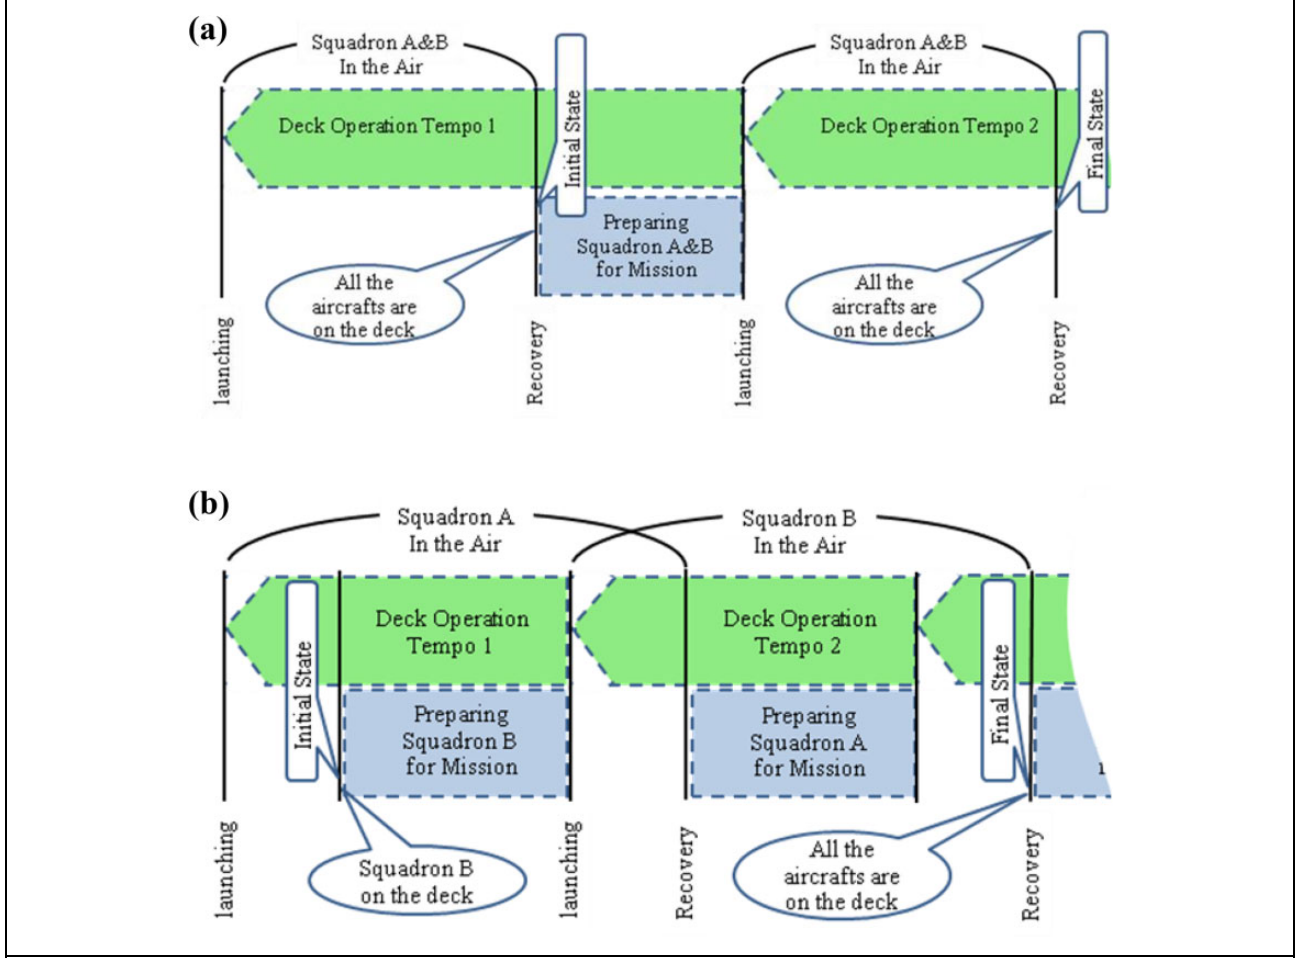 (a)
Squadron A&B
In the Air
Squadron A&B
In the Air
Deck Operation Tempo 1
Initial State
Deck Operation Tempo 2
Final State
Preparing
Squadron A&B
for Mission
All the
aircrafts are
on the deck
All the
aircrafts are
on the deck
launching
Recovery
launching
Recovery
(b)
Squadron A
In the Air
Squadron B
In the Air
Initial State
Deck Operation
Tempo 1
Deck Operation
Tempo 2
Final State
Preparing
Squadron B
for Mission
Preparing
Squadron A
for Mission
Squadron B
on the deck
All the
aircrafts are
on the deck
launching
launching
Recovery
Recovery